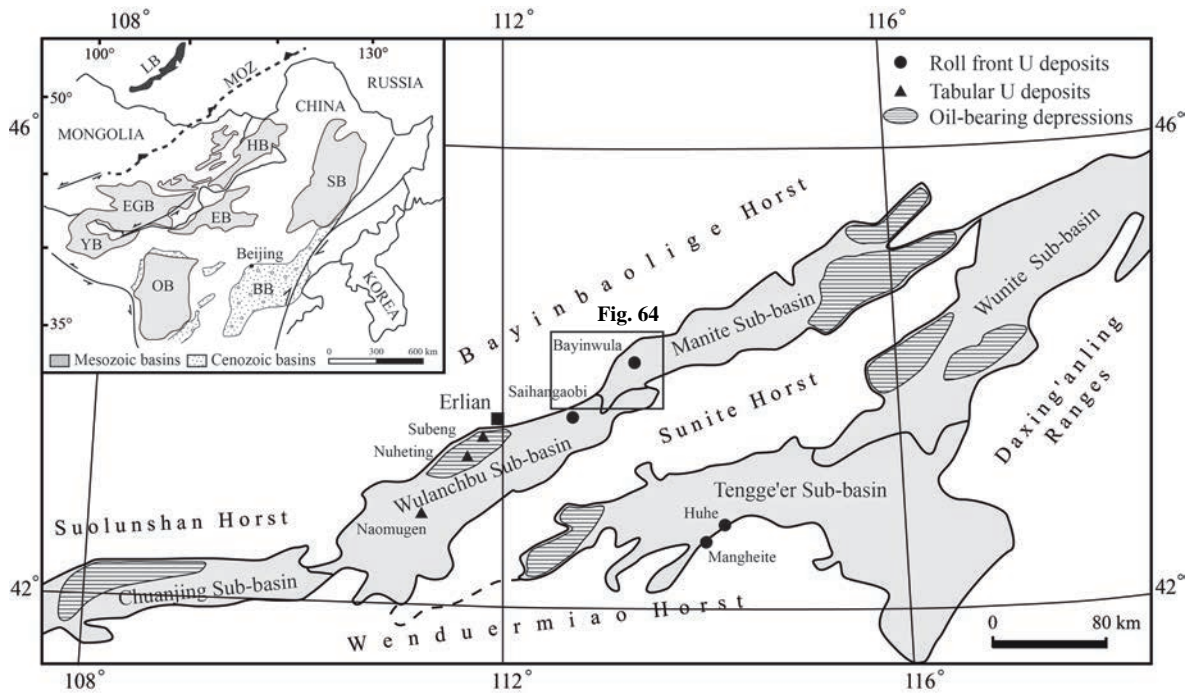 108°
112°
116°
100°
130°
LB
MOZ
RUSSIA
50°
CHINA
MONGOLIA
HB
SB
EGB
EB
YB
Beijing
OB
BB
KOREA
35°
0 300 600 km
Mesozoic basins
Cenozoic basins
Roll front U deposits
Tabular U deposits
Oil-bearing depressions
46°
46°
Bayinbaolige Horst
Wunite Sub-basin
Fig. 64
Manite Sub-basin
Bayinwula
Saihangaobi
Sunite Horst
Daxing'anling
Ranges
Erlian
Subeng
Nuheting
Wulanchbu Sub-basin
Tengge'er Sub-basin
Naomugen
Huhe
Mangheite
Suolunshan Horst
Chuanjing Sub-basin
42°
42°
Wenduermiao Horst
0 80 km
108°
112°
116°